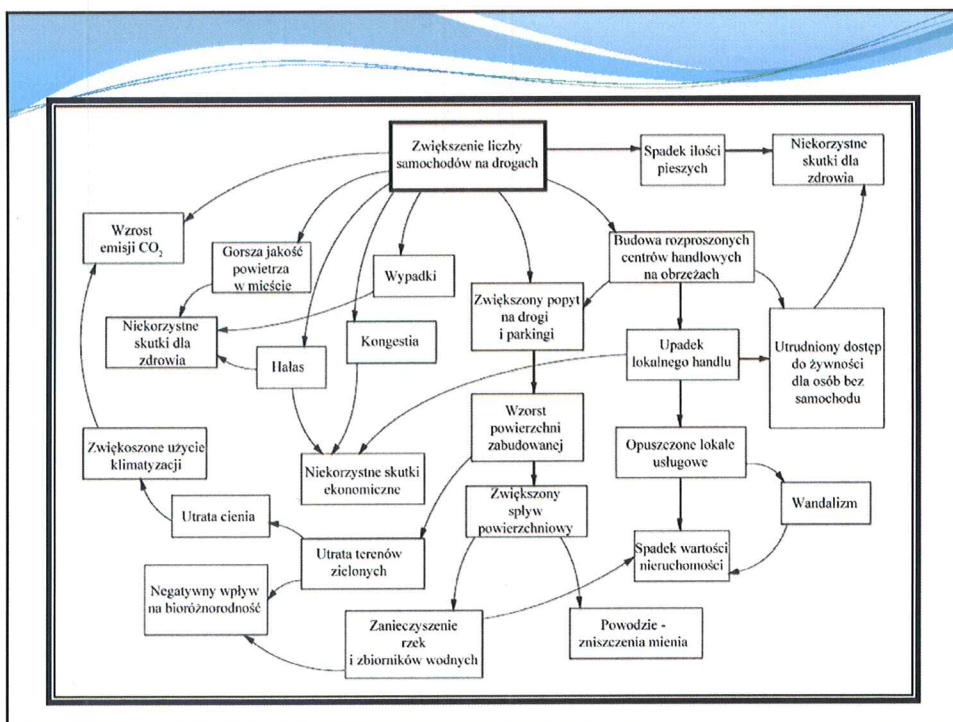 Zwiększenie liczby
samochodów na drogach
Spadek ilości
pieszych
Niekorzystne
skutki dla
zdrowia
Wzrost
emisji CO₂
Gorsza jakość
powietrza
w mieście
Wypadki
Budowa rozproszonych
centrów handlowych
na obrzeżach
Zwiększony popyt
na drogi
i parkingi
Niekorzystne
skutki dla
zdrowia
Hałas
Kongestia
Upadek
lokalnego handlu
Utrudniony dostęp
do żywności
dla osób bez
samochodu
Wzorst
powierzchni
zabudowanej
Zwiękoszone użycie
klimatyzacji
Niekorzystne skutki
ekonomiczne
Opuszczone lokale
usługowe
Zwiększony
spływ
powierzchniowy
Wandalizm
Utrata cienia
Utrata terenów
zielonych
Spadek wartości
nieruchomości
Negatywny wpływ
na bioróżnorodność
Zanieczyszenie
rzek
i zbiorników wodnych
Powodzie -
zniszczenia mienia